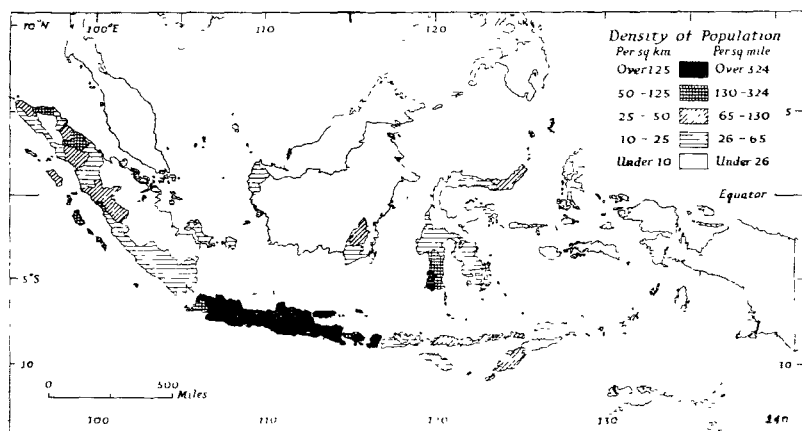 10°N 100°E 110 120
Density of Population
Per sq km Per sq mile
Over 125 Over 324
50 - 125 130 - 324
25 - 50 65 - 130
10 - 25 26 - 65
Under 10 Under 26
5
Equator
5°S
10 10
0 500
Miles
100 110 120 130 140